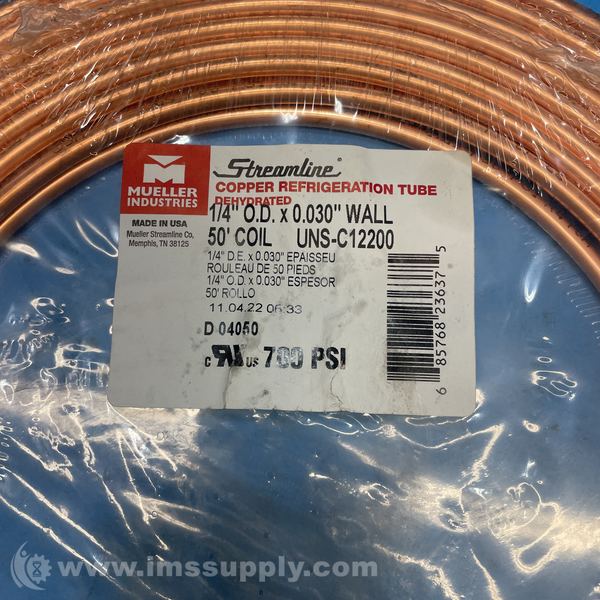 MUELLER
INDUSTRIES
MADE IN USA
Mueller Streamline Co.
Memphis, TN 38125
Streamline®
COPPER REFRIGERATION TUBE
DEHYDRATED
1/4" O.D. x 0.030" WALL
50' COIL UNS-C12200
1/4" D.E. x 0.030" EPAISSEU
ROULEAU DE 50 PIEDS
1/4" O.D. x 0.030" ESPESOR
50' ROLLO
11.04.22 06:33
D 04050
C UL US 700 PSI
6 85768 23637 5
www.imssupply.com